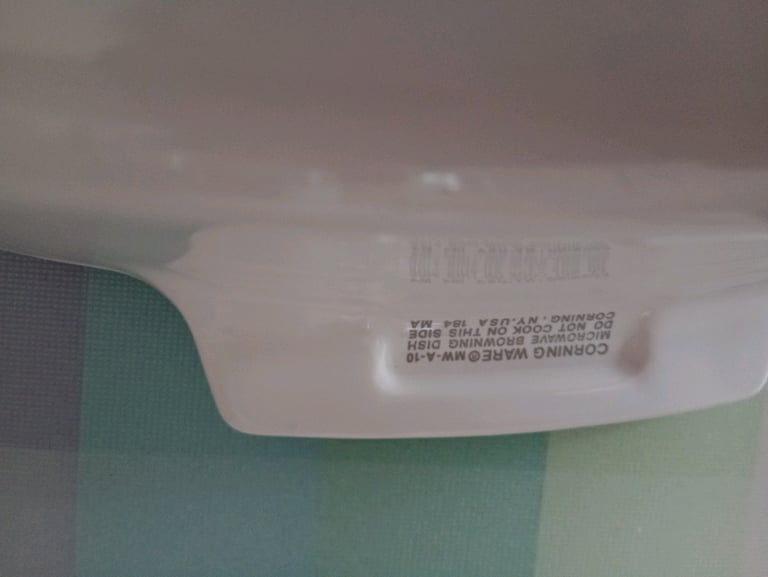 CORNING WARE® MW-A-10
MICROWAVE BROWNING DISH
DO NOT COOK ON THIS SIDE
CORNING, NY. USA 184 MA